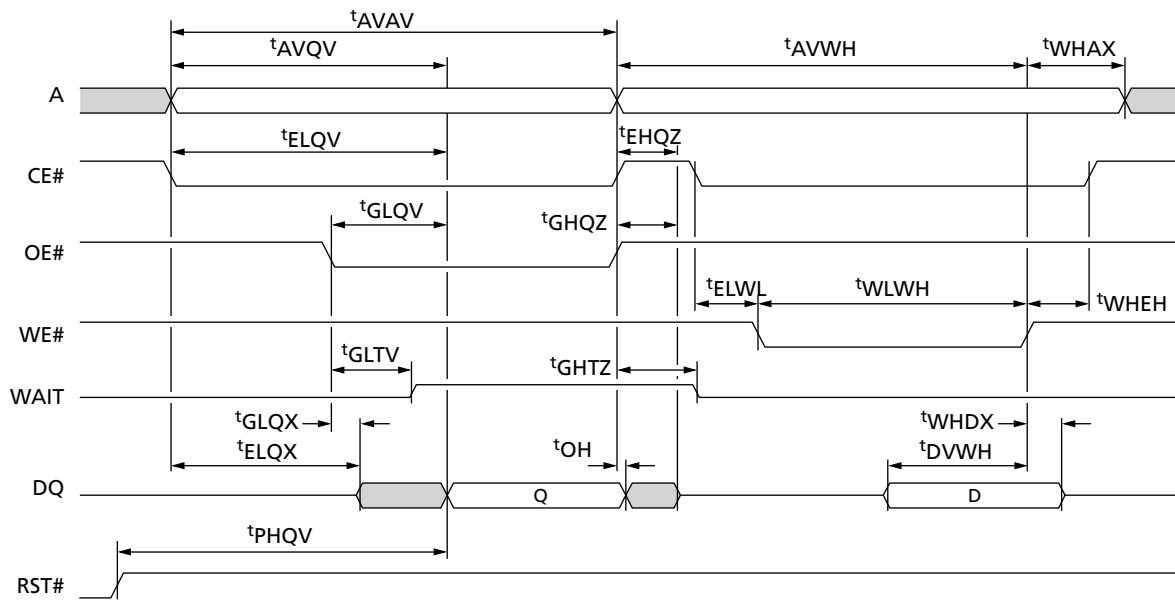 tAVAV
tAVQV
tAVWH
tWHAX
A
tELQV
tEHQZ
CE#
tGLQV
tGHQZ
OE#
tELWL
tWLWH
tWHEH
WE#
tGLTV
tGHTZ
WAIT
tGLQX
tWHDX
tELQX
tOH
tDVWH
DQ
Q
D
tPHQV
RST#